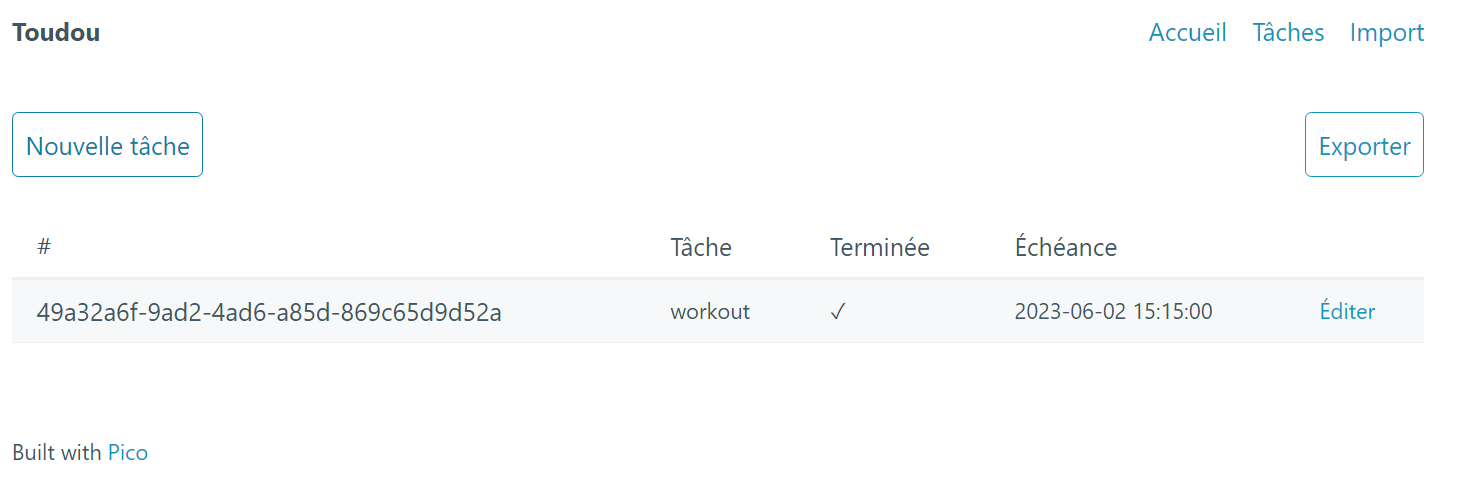 Toudou Accueil Tâches Import
Nouvelle tâche Exporter
# Tâche Terminée Échéance
49a32a6f-9ad2-4ad6-a85d-869c65d9d52a workout ✓ 2023-06-02 15:15:00 Éditer
Built with Pico